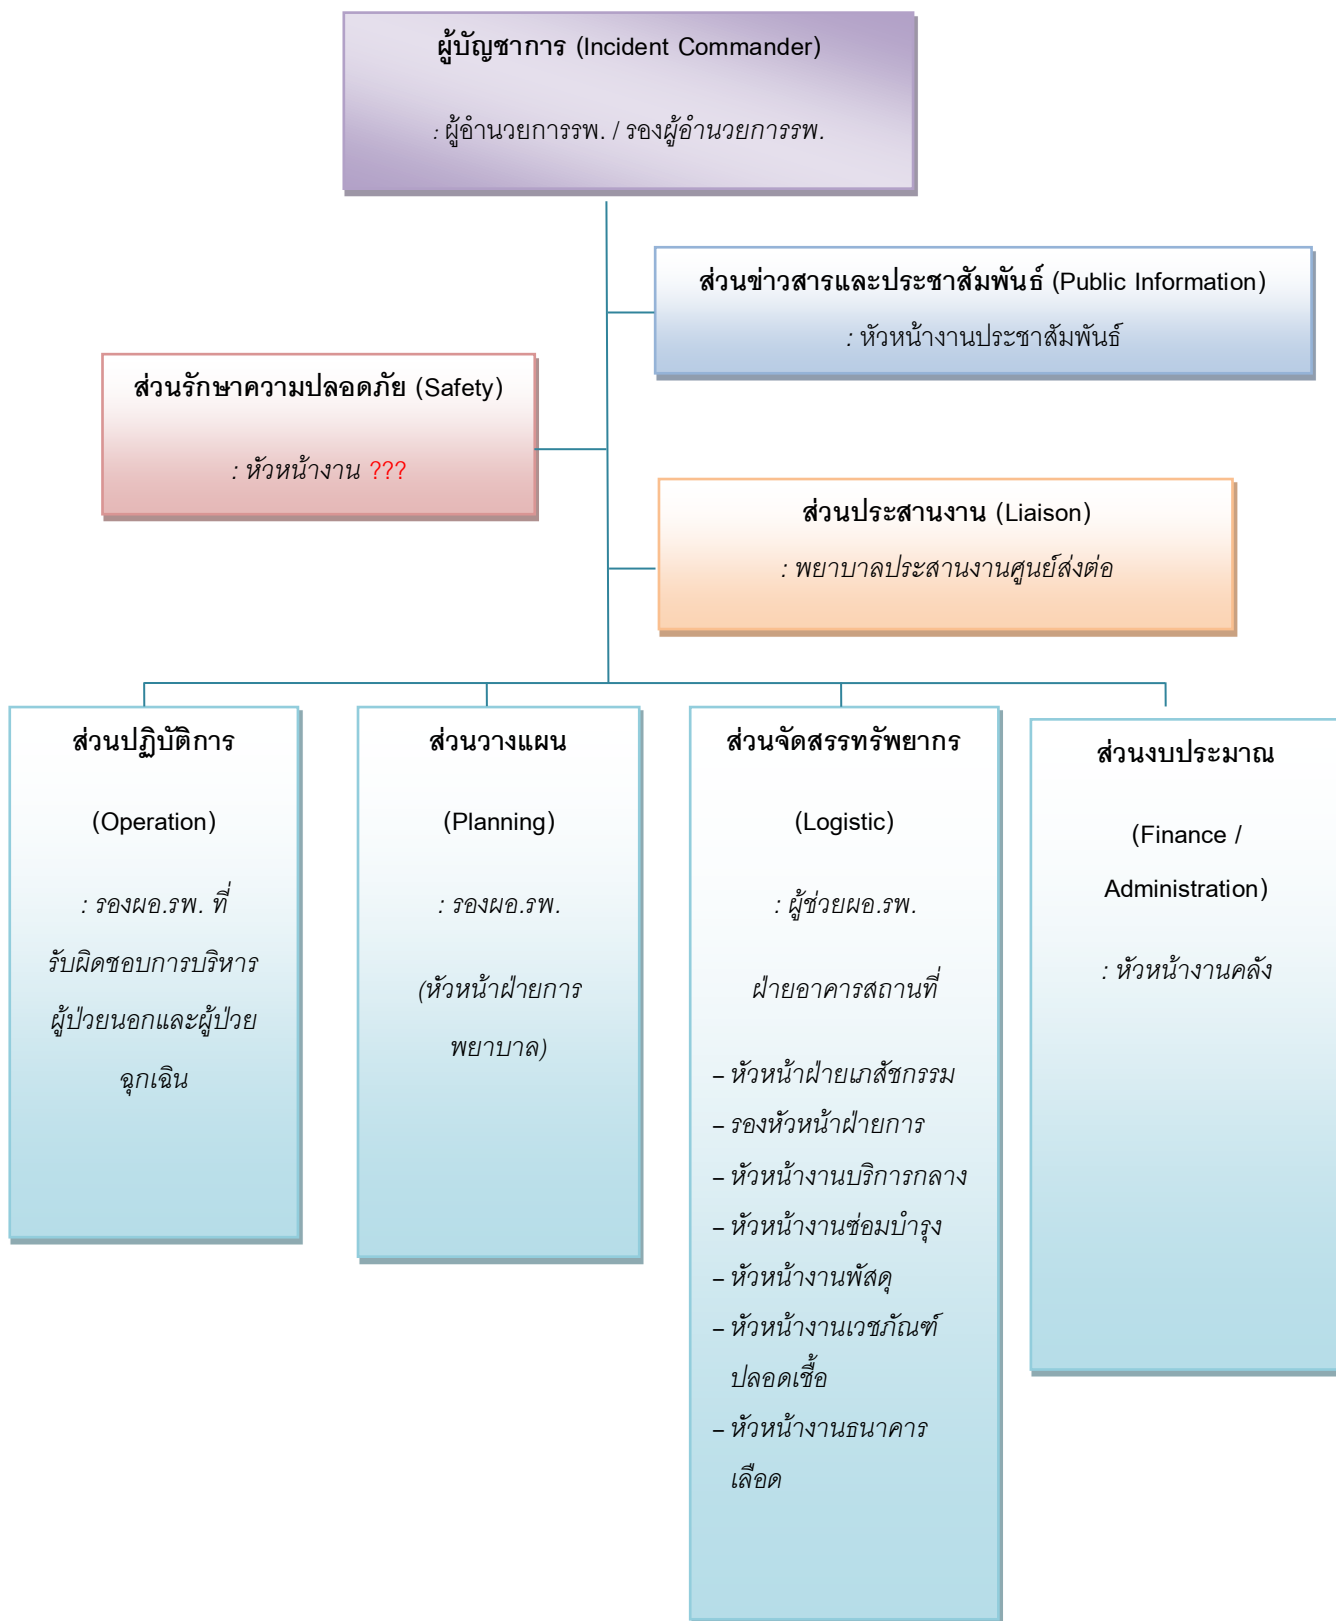 ผู้บัญชาการ (Incident Commander)
: ผู้อำนวยการรพ. / รองผู้อำนวยการรพ.
ส่วนข่าวสารและประชาสัมพันธ์ (Public Information)
: หัวหน้างานประชาสัมพันธ์
ส่วนรักษาความปลอดภัย (Safety)
: หัวหน้างาน ???
ส่วนประสานงาน (Liaison)
: พยาบาลประสานงานศูนย์ส่งต่อ
ส่วนปฏิบัติการ
(Operation)
: รองผอ.รพ. ที่
รับผิดชอบการบริหาร
ผู้ป่วยนอกและผู้ป่วย
ฉุกเฉิน
ส่วนวางแผน
(Planning)
: รองผอ.รพ.
(หัวหน้าฝ่ายการ
พยาบาล)
ส่วนจัดสรรทรัพยากร
(Logistic)
: ผู้ช่วยผอ.รพ.
ฝ่ายอาคารสถานที่
– หัวหน้าฝ่ายเภสัชกรรม
– รองหัวหน้าฝ่ายการ
– หัวหน้างานบริการกลาง
– หัวหน้างานซ่อมบำรุง
– หัวหน้างานพัสดุ
– หัวหน้างานเวชภัณฑ์
ปลอดเชื้อ
– หัวหน้างานธนาคาร
เลือด
ส่วนงบประมาณ
(Finance /
Administration)
: หัวหน้างานคลัง